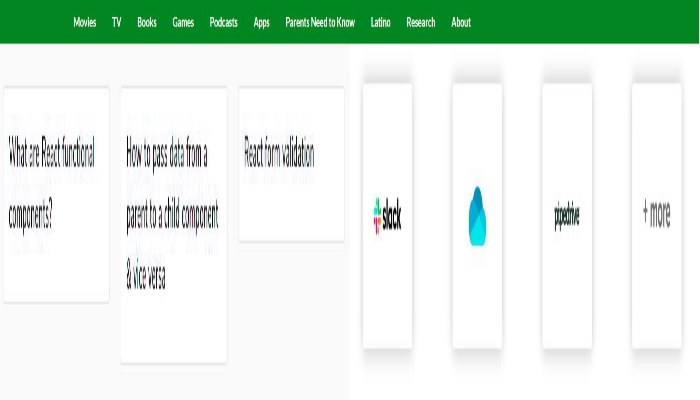 Movies TV Books Games Podcasts Apps Parents Need to Know Latino Research About
What are React functional
components?
How to pass data from a
parent to a child component
& vice versa
React form validation
slack
pipedrive
+ more